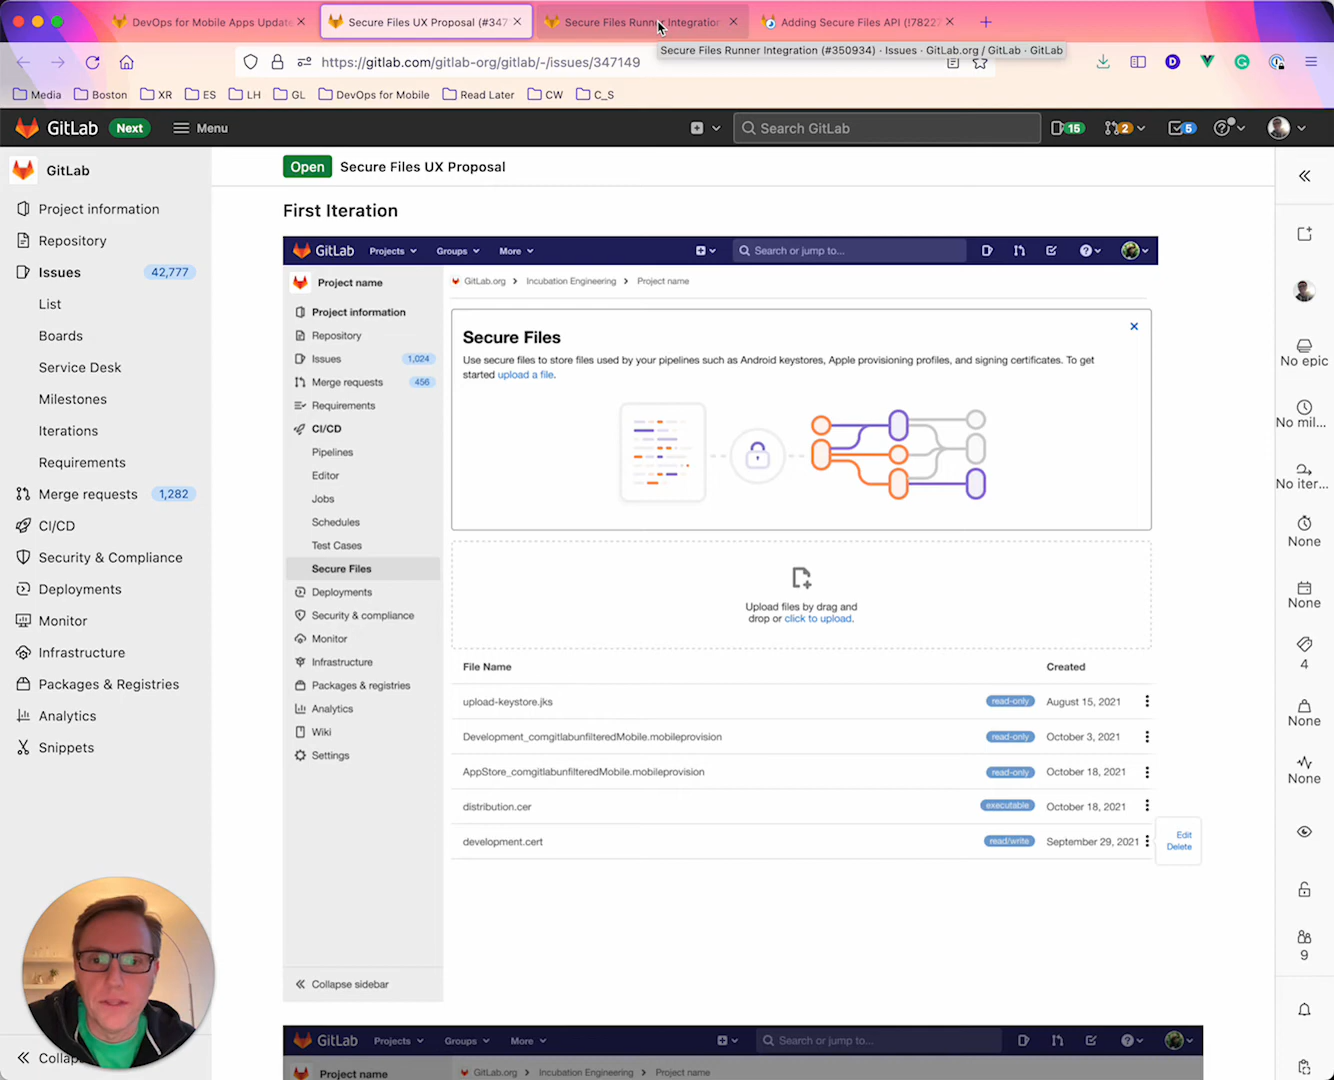 DevOps for Mobile Apps Update
Secure Files UX Proposal (#347
Secure Files Runner Integration
Adding Secure Files API (!7822
Secure Files Runner Integration (#350934) · Issues · GitLab.org / GitLab · GitLab
https://gitlab.com/gitlab-org/gitlab/-/issues/347149
Media
Boston
XR
ES
LH
GL
DevOps for Mobile
Read Later
CW
C_S
GitLab
Next
Menu
Search GitLab
15
2
5
GitLab
Project information
Repository
Issues 42,777
List
Boards
Service Desk
Milestones
Iterations
Requirements
Merge requests 1,282
CI/CD
Security & Compliance
Deployments
Monitor
Infrastructure
Packages & Registries
Analytics
Snippets
Open Secure Files UX Proposal
First Iteration
GitLab Projects Groups More Search or jump to...
Project name
Project information
Repository
Issues 1,024
Merge requests 456
Requirements
CI/CD
Pipelines
Editor
Jobs
Schedules
Test Cases
Secure Files
Deployments
Security & compliance
Monitor
Infrastructure
Packages & registries
Analytics
Wiki
Settings
Collapse sidebar
GitLab.org > Incubation Engineering > Project name
Secure Files
Use secure files to store files used by your pipelines such as Android keystores, Apple provisioning profiles, and signing certificates. To get
started upload a file.
Upload files by drag and
drop or click to upload.
File Name Created
upload-keystore.jks read-only August 15, 2021
Development_comgitlabunfilteredMobile.mobileprovision read-only October 3, 2021
AppStore_comgitlabunfilteredMobile.mobileprovision read-only October 18, 2021
distribution.cer executable October 18, 2021
development.cert read/write September 29, 2021
Edit
Delete
GitLab Projects Groups More Search or jump to...
Project name
GitLab.org > Incubation Engineering > Project name
No epic
No mil...
No iter...
None
None
4
None
None
9